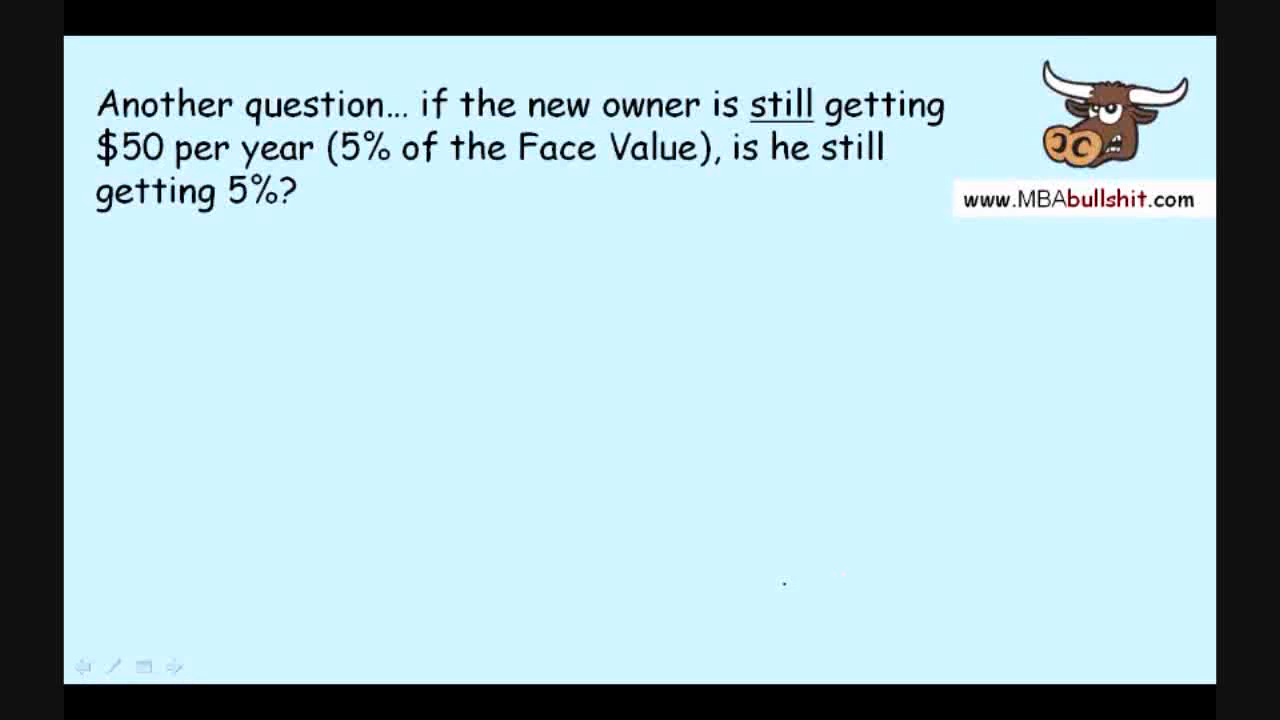 Another question... if the new owner is still getting
$50 per year (5% of the Face Value), is he still
getting 5%?
www.MBAbullshit.com